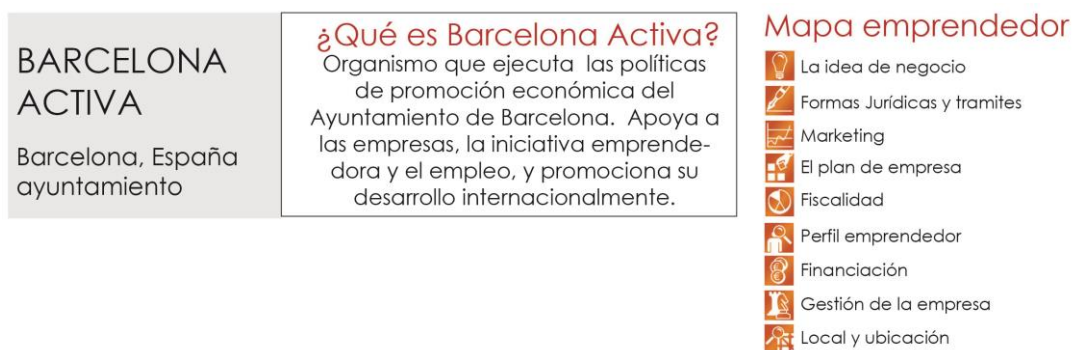 BARCELONA
ACTIVA
Barcelona, España
ayuntamiento
¿Qué es Barcelona Activa?
Organismo que ejecuta las políticas
de promoción económica del
Ayuntamiento de Barcelona. Apoya a
las empresas, la iniciativa emprende-
dora y el empleo, y promociona su
desarrollo internacionalmente.
Mapa emprendedor
La idea de negocio
Formas Jurídicas y tramites
Marketing
El plan de empresa
Fiscalidad
Perfil emprendedor
Financiación
Gestión de la empresa
Local y ubicación